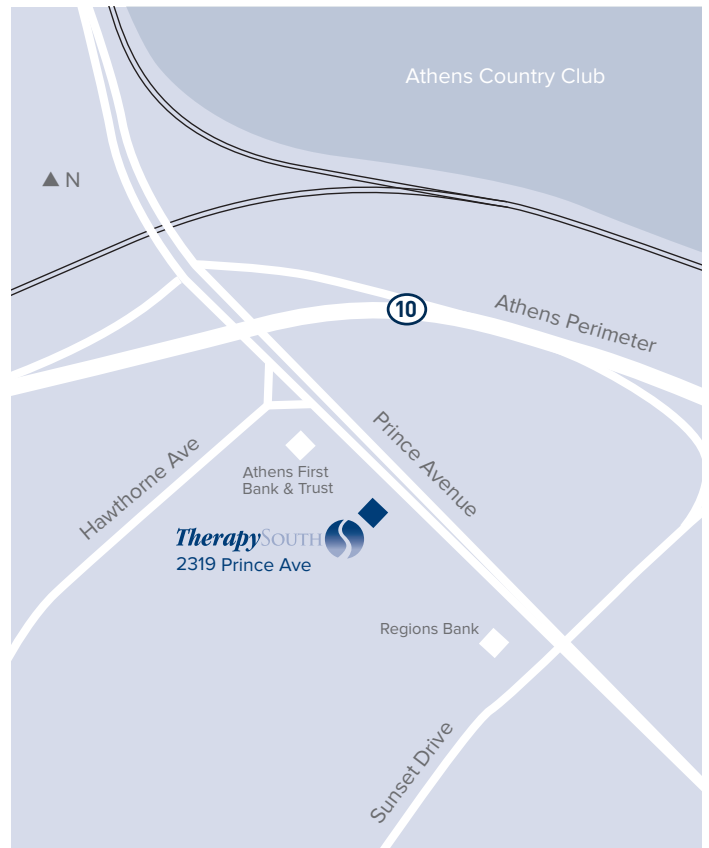 Athens Country Club
N
10
Athens Perimeter
Prince Avenue
Hawthorne Ave
Athens First
Bank & Trust
TherapySouth
2319 Prince Ave
Regions Bank
Sunset Drive